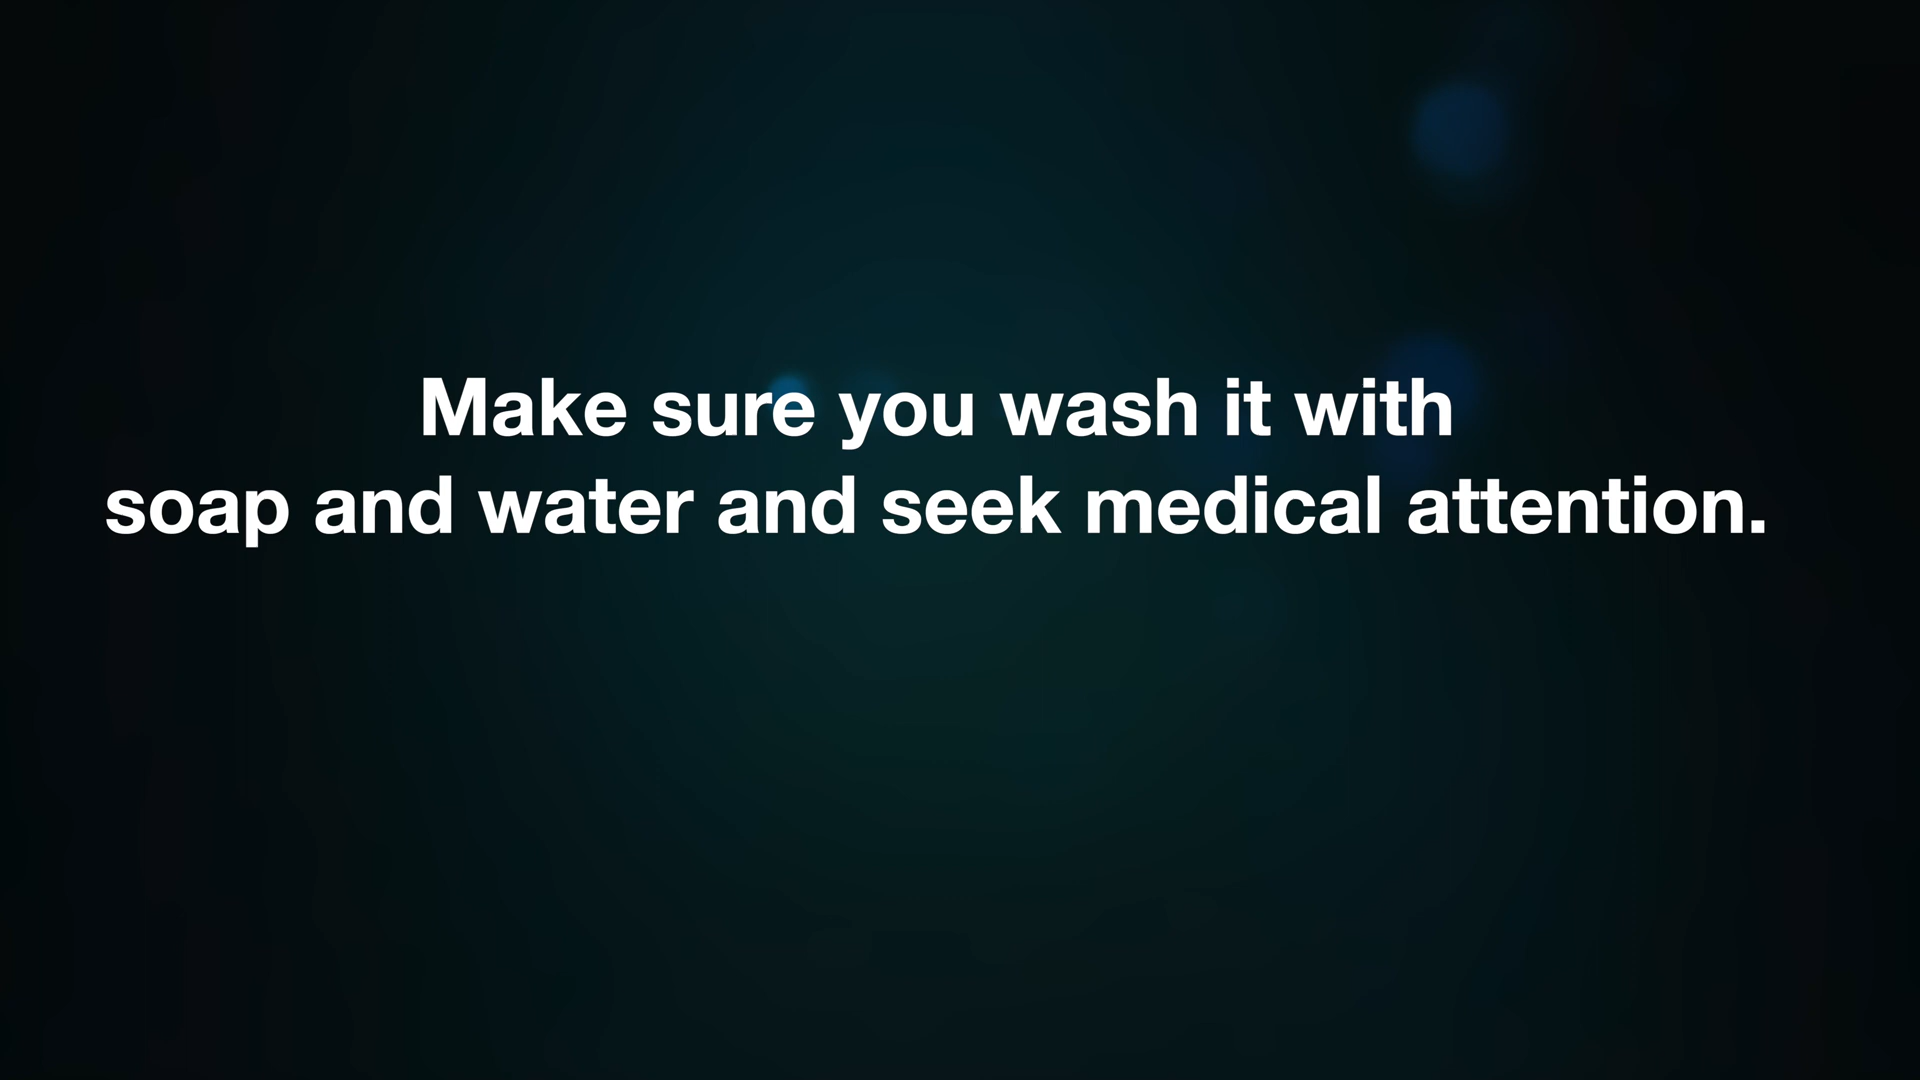 Make sure you wash it with
soap and water and seek medical attention.